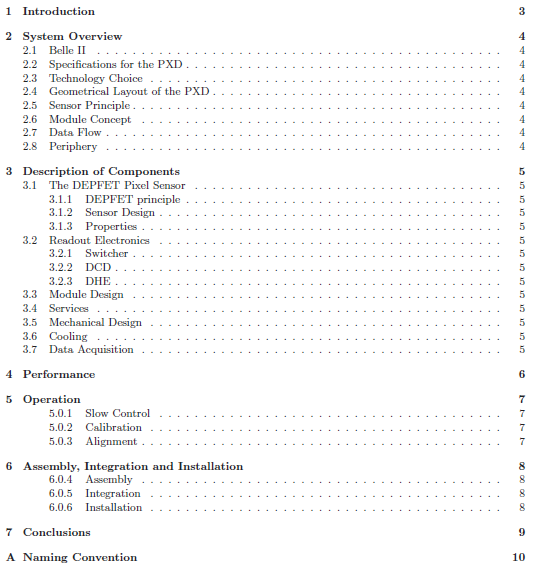 1 Introduction 3
2 System Overview 4
2.1 Belle II . . . . . . . . . . . . . . . . . . . . . . . . . . . . . . . . . . . . . . 4
2.2 Specifications for the PXD . . . . . . . . . . . . . . . . . . . . . . . . . . . . . 4
2.3 Technology Choice . . . . . . . . . . . . . . . . . . . . . . . . . . . . . . . . . 4
2.4 Geometrical Layout of the PXD . . . . . . . . . . . . . . . . . . . . . . . . . . 4
2.5 Sensor Principle . . . . . . . . . . . . . . . . . . . . . . . . . . . . . . . . . . 4
2.6 Module Concept . . . . . . . . . . . . . . . . . . . . . . . . . . . . . . . . . . 4
2.7 Data Flow . . . . . . . . . . . . . . . . . . . . . . . . . . . . . . . . . . . . . 4
2.8 Periphery . . . . . . . . . . . . . . . . . . . . . . . . . . . . . . . . . . . . . 4
3 Description of Components 5
3.1 The DEPFET Pixel Sensor . . . . . . . . . . . . . . . . . . . . . . . . . . . . 5
3.1.1 DEPFET principle . . . . . . . . . . . . . . . . . . . . . . . . . . . . . 5
3.1.2 Sensor Design . . . . . . . . . . . . . . . . . . . . . . . . . . . . . . . 5
3.1.3 Properties . . . . . . . . . . . . . . . . . . . . . . . . . . . . . . . . . 5
3.2 Readout Electronics . . . . . . . . . . . . . . . . . . . . . . . . . . . . . . . 5
3.2.1 Switcher . . . . . . . . . . . . . . . . . . . . . . . . . . . . . . . . . . 5
3.2.2 DCD . . . . . . . . . . . . . . . . . . . . . . . . . . . . . . . . . . . . 5
3.2.3 DHE . . . . . . . . . . . . . . . . . . . . . . . . . . . . . . . . . . . . 5
3.3 Module Design . . . . . . . . . . . . . . . . . . . . . . . . . . . . . . . . . . 5
3.4 Services . . . . . . . . . . . . . . . . . . . . . . . . . . . . . . . . . . . . . . 5
3.5 Mechanical Design . . . . . . . . . . . . . . . . . . . . . . . . . . . . . . . . 5
3.6 Cooling . . . . . . . . . . . . . . . . . . . . . . . . . . . . . . . . . . . . . . 5
3.7 Data Acquisition . . . . . . . . . . . . . . . . . . . . . . . . . . . . . . . . . 5
4 Performance 6
5 Operation 7
5.0.1 Slow Control . . . . . . . . . . . . . . . . . . . . . . . . . . . . . . . . 7
5.0.2 Calibration . . . . . . . . . . . . . . . . . . . . . . . . . . . . . . . . . 7
5.0.3 Alignment . . . . . . . . . . . . . . . . . . . . . . . . . . . . . . . . . 7
6 Assembly, Integration and Installation 8
6.0.4 Assembly . . . . . . . . . . . . . . . . . . . . . . . . . . . . . . . . . . 8
6.0.5 Integration . . . . . . . . . . . . . . . . . . . . . . . . . . . . . . . . . 8
6.0.6 Installation . . . . . . . . . . . . . . . . . . . . . . . . . . . . . . . . . 8
7 Conclusions 9
A Naming Convention 10